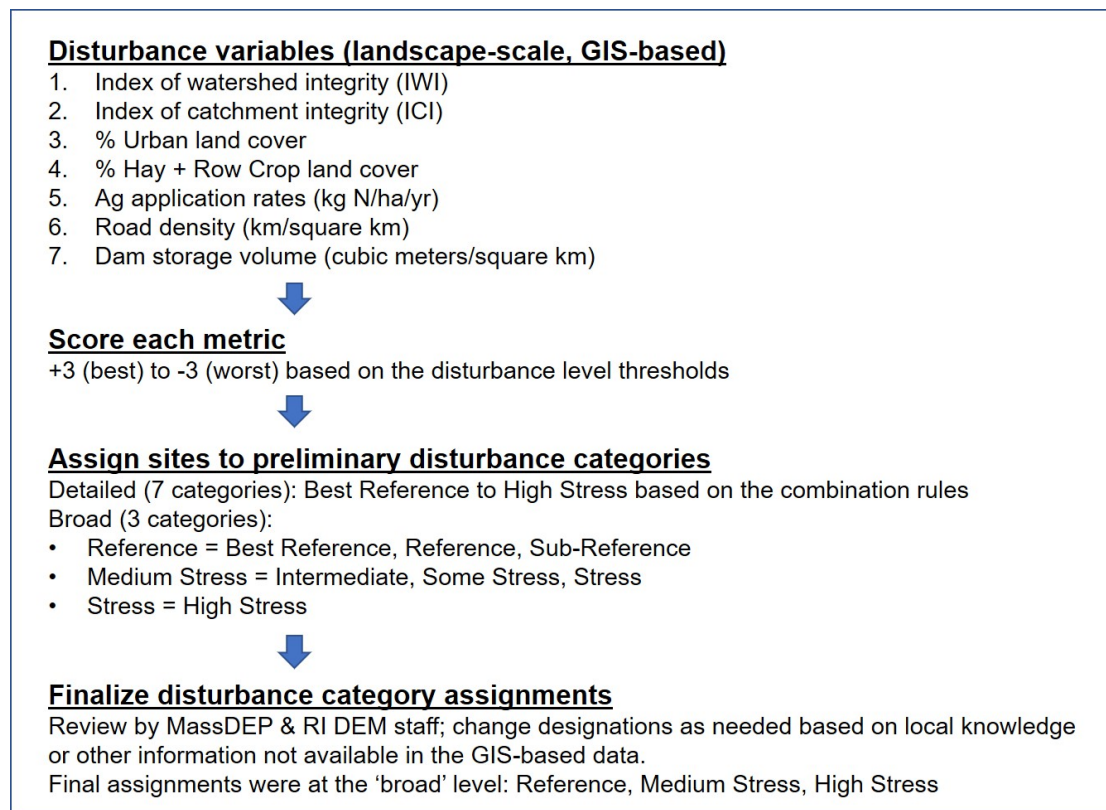 Disturbance variables (landscape-scale, GIS-based)
1. Index of watershed integrity (IWI)
2. Index of catchment integrity (ICI)
3. % Urban land cover
4. % Hay + Row Crop land cover
5. Ag application rates (kg N/ha/yr)
6. Road density (km/square km)
7. Dam storage volume (cubic meters/square km)
Score each metric
+3 (best) to -3 (worst) based on the disturbance level thresholds
Assign sites to preliminary disturbance categories
Detailed (7 categories): Best Reference to High Stress based on the combination rules
Broad (3 categories):
• Reference = Best Reference, Reference, Sub-Reference
• Medium Stress = Intermediate, Some Stress, Stress
• Stress = High Stress
Finalize disturbance category assignments
Review by MassDEP & RI DEM staff; change designations as needed based on local knowledge
or other information not available in the GIS-based data.
Final assignments were at the ‘broad’ level: Reference, Medium Stress, High Stress